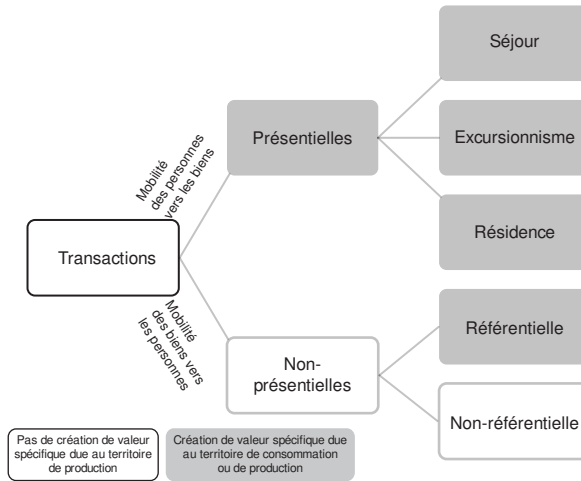 Séjour
Mobilité
des personnes
vers les biens
Présentielles
Excursionnisme
Transactions
Résidence
Mobilité
des biens vers
les personnes
Référentielle
Non-
présentielles
Non-référentielle
Pas de création de valeur
spécifique due au territoire
de production
Création de valeur spécifique due
au territoire de consommation
ou de production